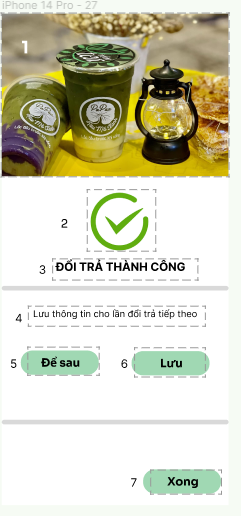 iPhone 14 Pro - 27
1
2
3 ĐỔI TRẢ THÀNH CÔNG
4 Lưu thông tin cho lần đổi trả tiếp theo
5 Để sau 6 Lưu
7 Xong